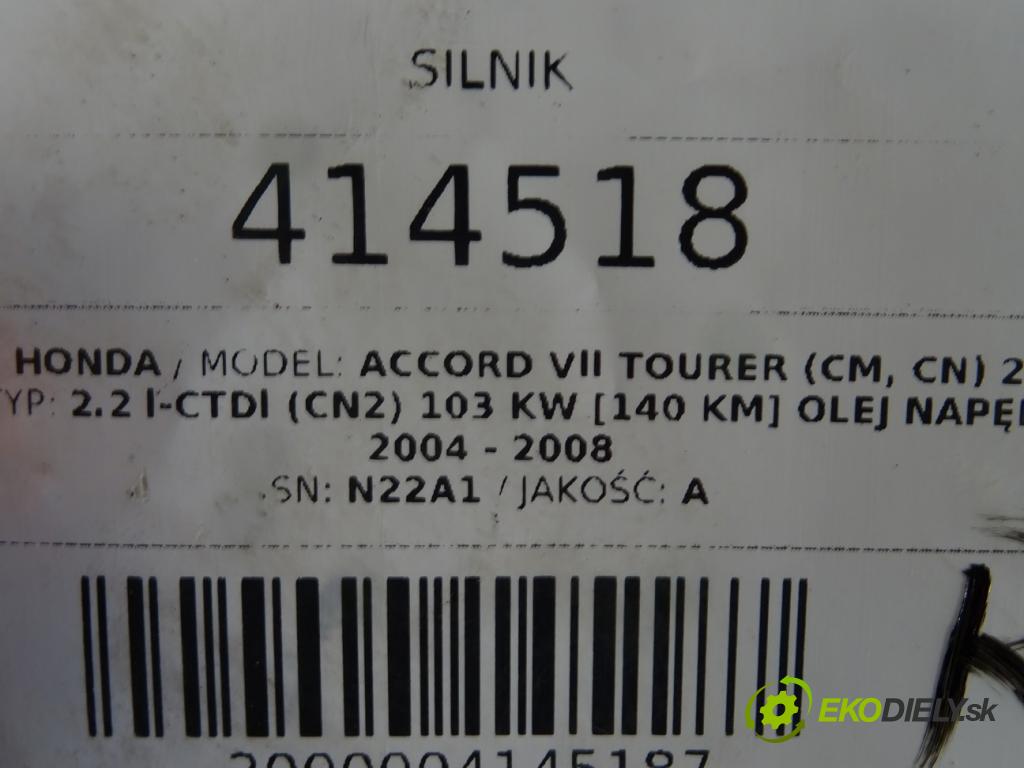 SILNIK
414518
HONDA / MODEL: ACCORD VII TOURER (CM, CN) 2
YP: 2.2 I-CTDI (CN2) 103 KW [140 KM] OLEJ NAPĘ
2004 - 2008
SN: N22A1 / JAKOŚĆ: A
2000004145187
EKODIELY.sk